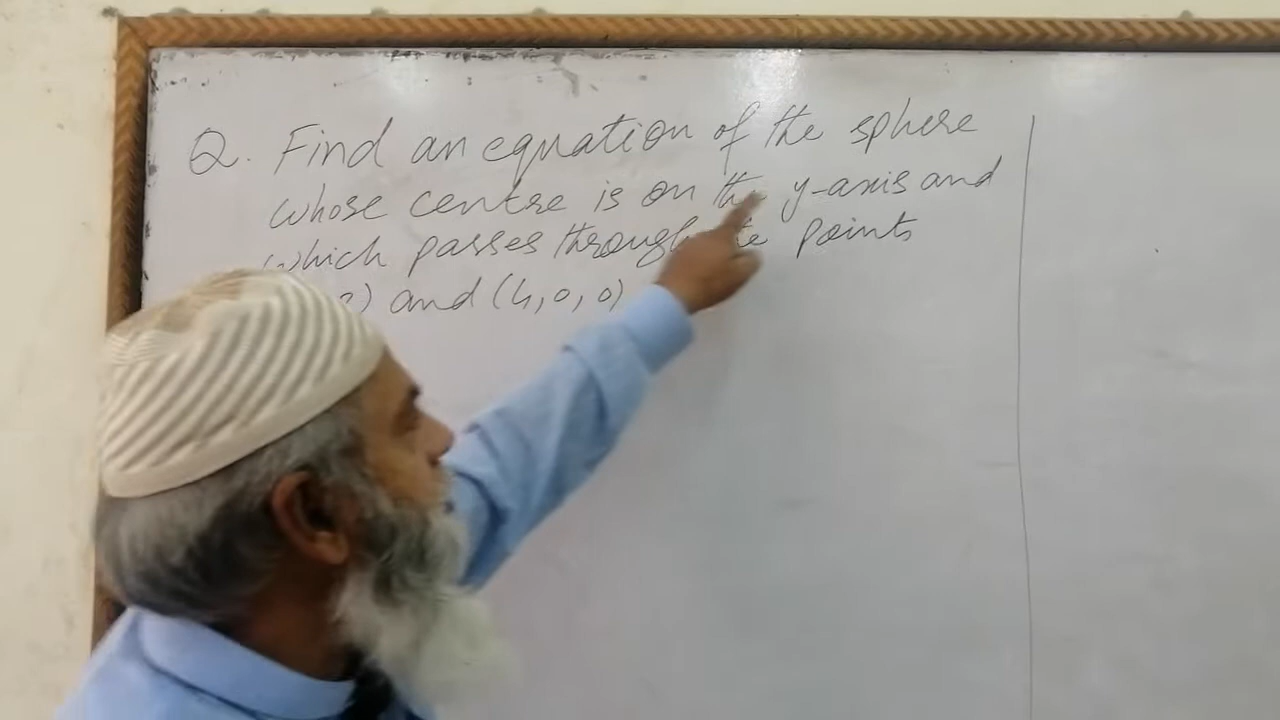 Q. Find an equation of the sphere
whose centre is on the y-axis and
which passes through the points
) and (4,0,0)